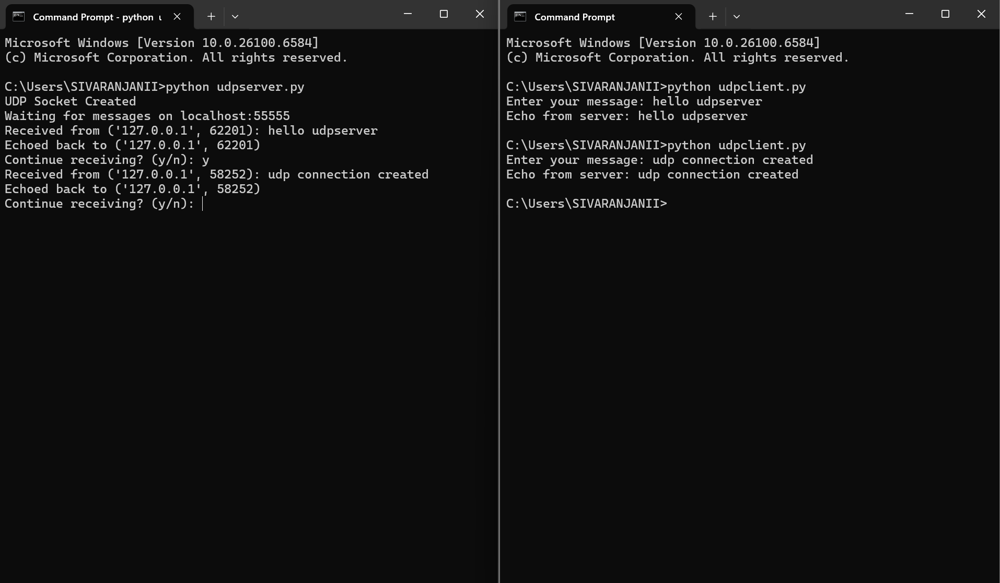 Command Prompt - python
Microsoft Windows [Version 10.0.26100.6584]
(c) Microsoft Corporation. All rights reserved.
C:\Users\SIVARANJANII>python udpserver.py
UDP Socket Created
Waiting for messages on localhost:55555
Received from ('127.0.0.1', 62201): hello udpserver
Echoed back to ('127.0.0.1', 62201)
Continue receiving? (y/n): y
Received from ('127.0.0.1', 58252): udp connection created
Echoed back to ('127.0.0.1', 58252)
Continue receiving? (y/n):
Command Prompt
Microsoft Windows [Version 10.0.26100.6584]
(c) Microsoft Corporation. All rights reserved.
C:\Users\SIVARANJANII>python udpclient.py
Enter your message: hello udpserver
Echo from server: hello udpserver
C:\Users\SIVARANJANII>python udpclient.py
Enter your message: udp connection created
Echo from server: udp connection created
C:\Users\SIVARANJANII>